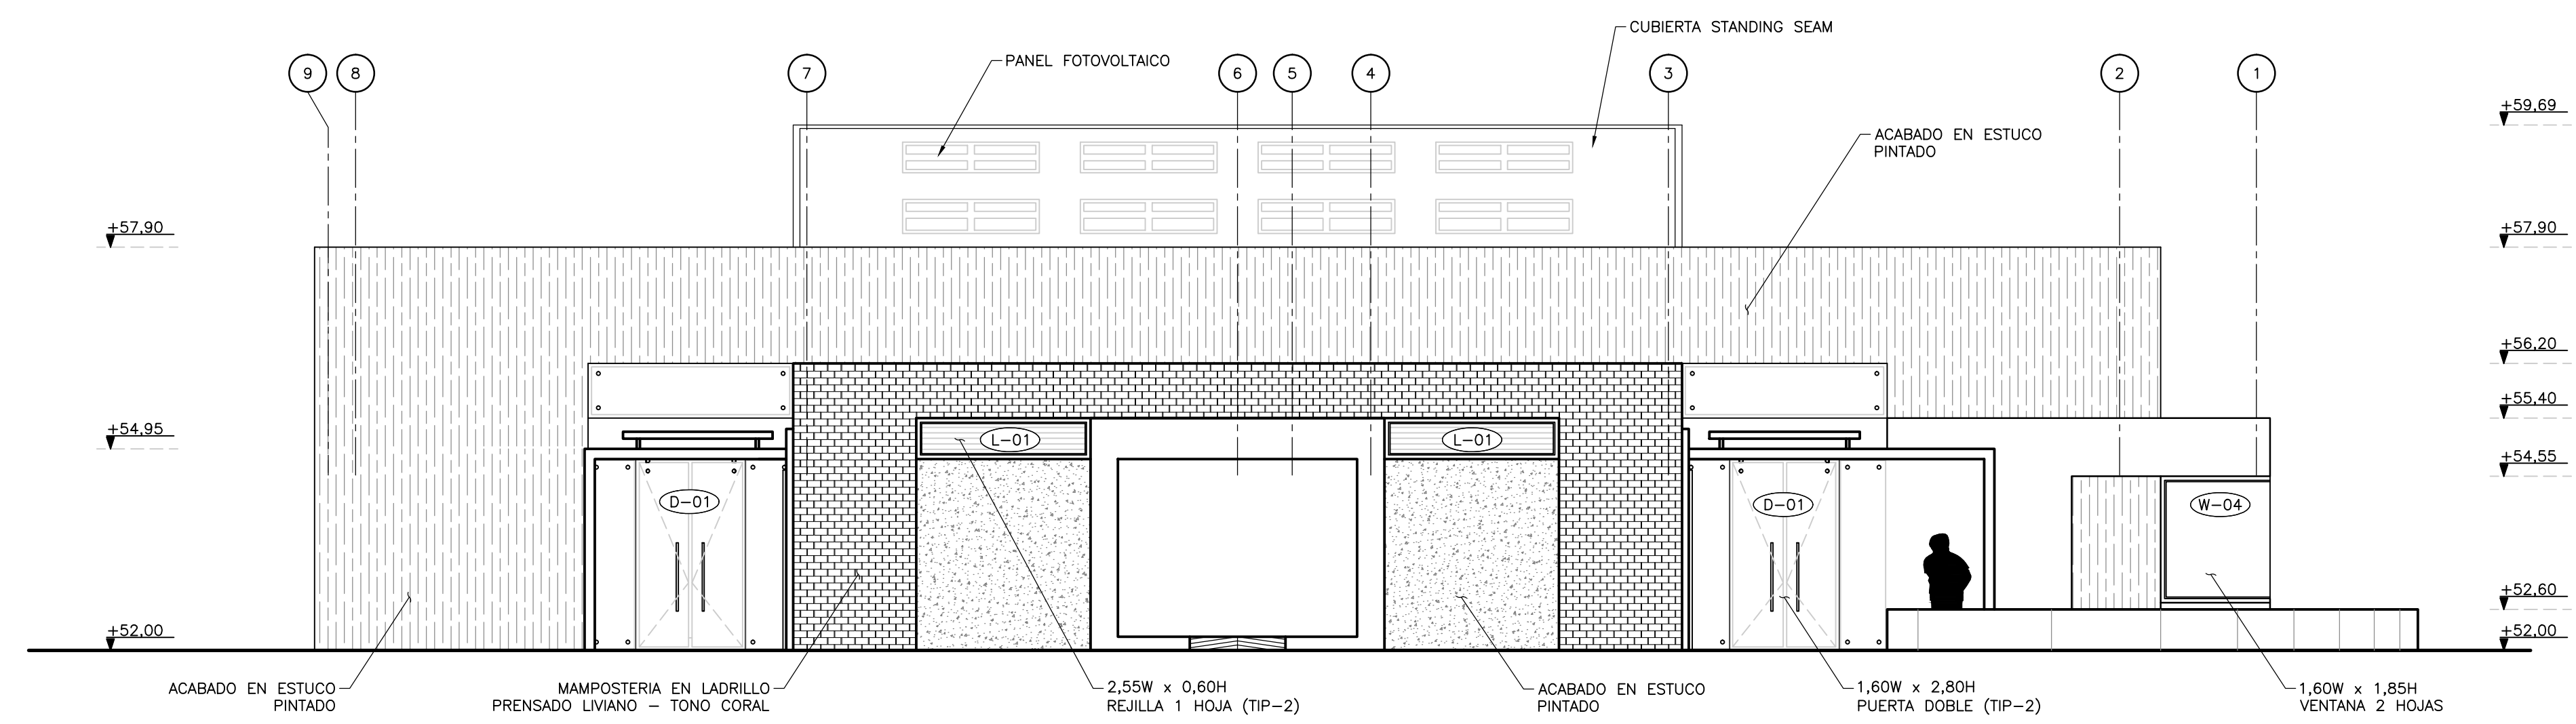 CUBIERTA STANDING SEAM
PANEL FOTOVOLTAICO
9 8 7 6 5 4 3 2 1
+59,69
ACABADO EN ESTUCO
PINTADO
+57,90
+57,90
+56,20
+55,40
+54,95
L-01
L-01
+54,55
D-01
D-01
W-04
+52,60
+52,00
+52,00
ACABADO EN ESTUCO
PINTADO
MAMPOSTERIA EN LADRILLO
PRENSADO LIVIANO – TONO CORAL
2,55W x 0,60H
REJILLA 1 HOJA (TIP-2)
ACABADO EN ESTUCO
PINTADO
1,60W x 2,80H
PUERTA DOBLE (TIP-2)
1,60W x 1,85H
VENTANA 2 HOJAS